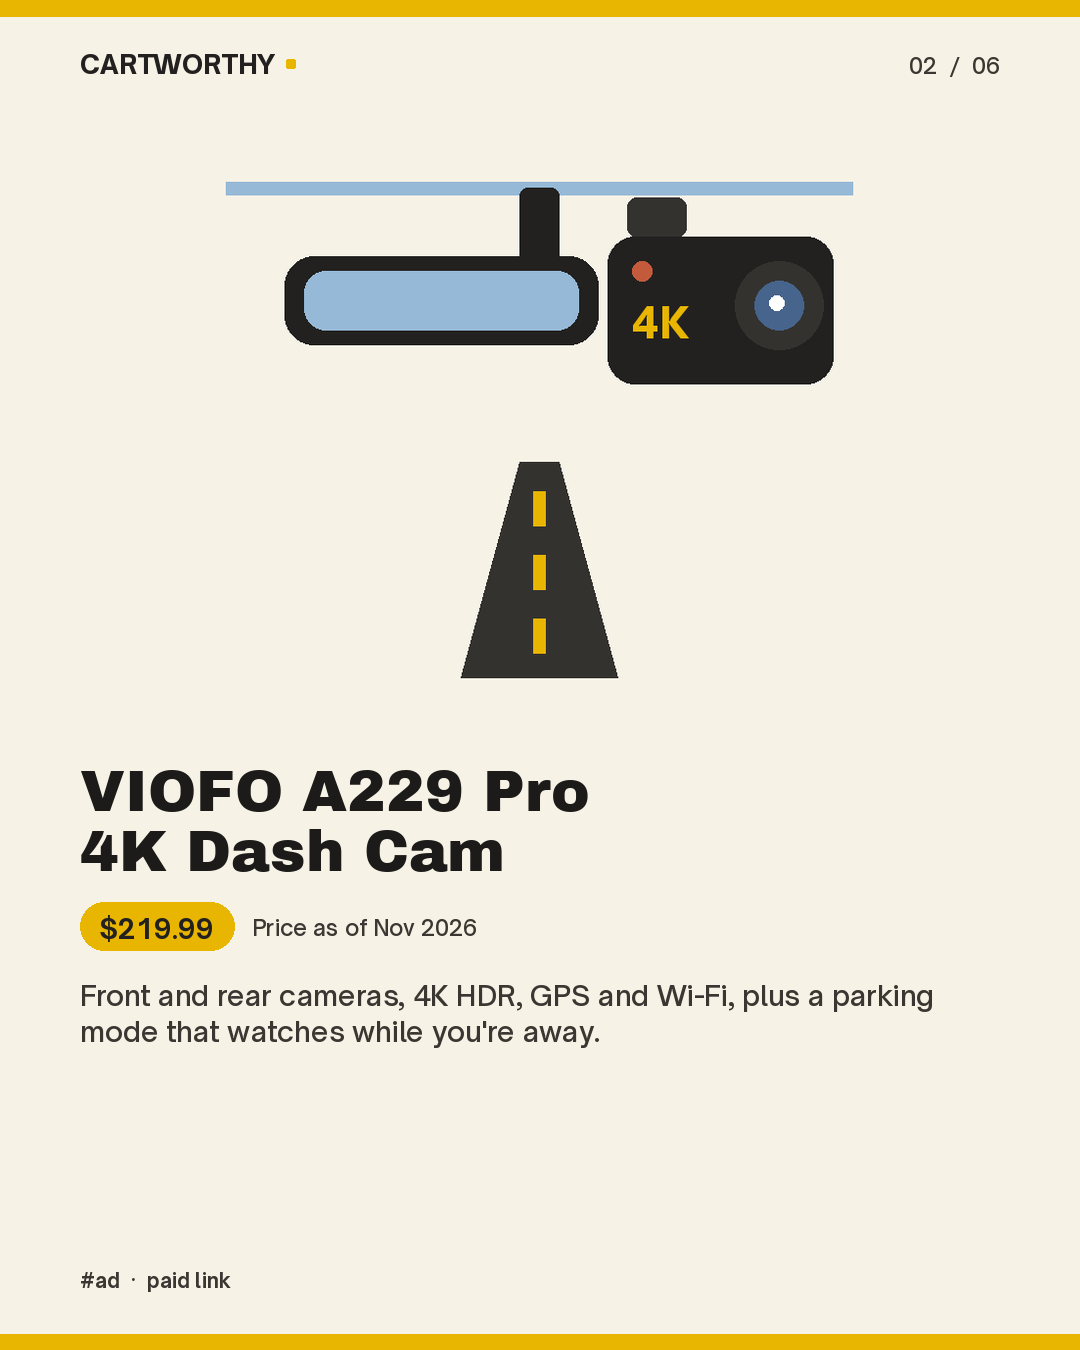 CARTWORTHY
02 / 06
4K
VIOFO A229 Pro
4K Dash Cam
$219.99 Price as of Nov 2026
Front and rear cameras, 4K HDR, GPS and Wi-Fi, plus a parking
mode that watches while you're away.
#ad · paid link